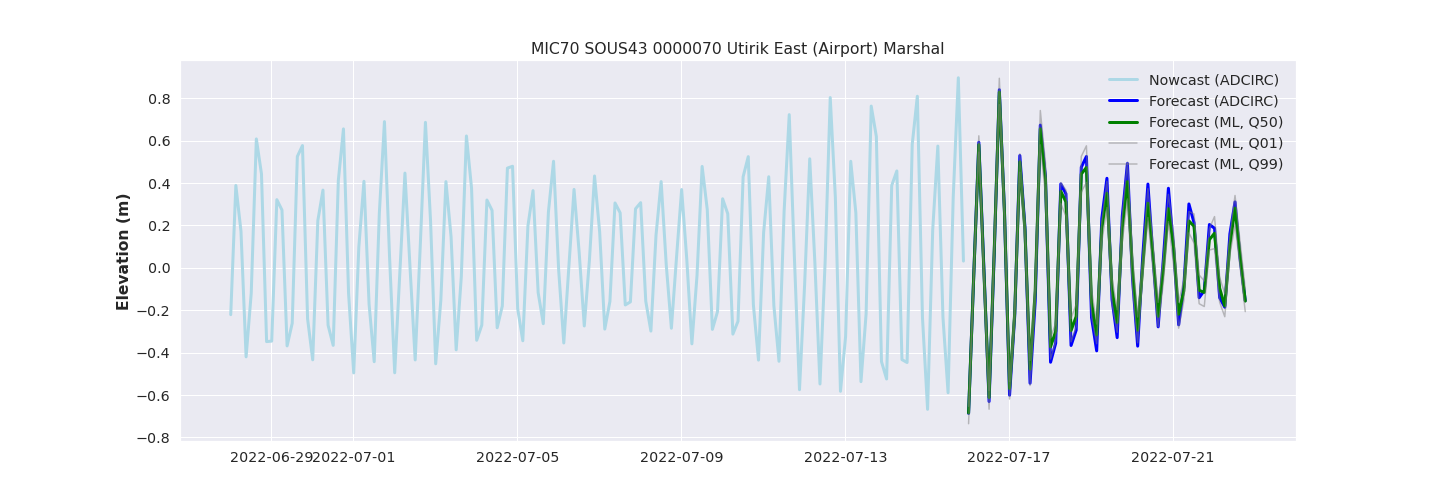 MIC70 SOUS43 0000070 Utirik East (Airport) Marshal
Nowcast (ADCIRC)
Forecast (ADCIRC)
Forecast (ML, Q50)
Forecast (ML, Q01)
Forecast (ML, Q99)
Elevation (m)
0.8
0.6
0.4
0.2
0.0
−0.2
−0.4
−0.6
−0.8
2022-06-29 2022-07-01 2022-07-05 2022-07-09 2022-07-13 2022-07-17 2022-07-21